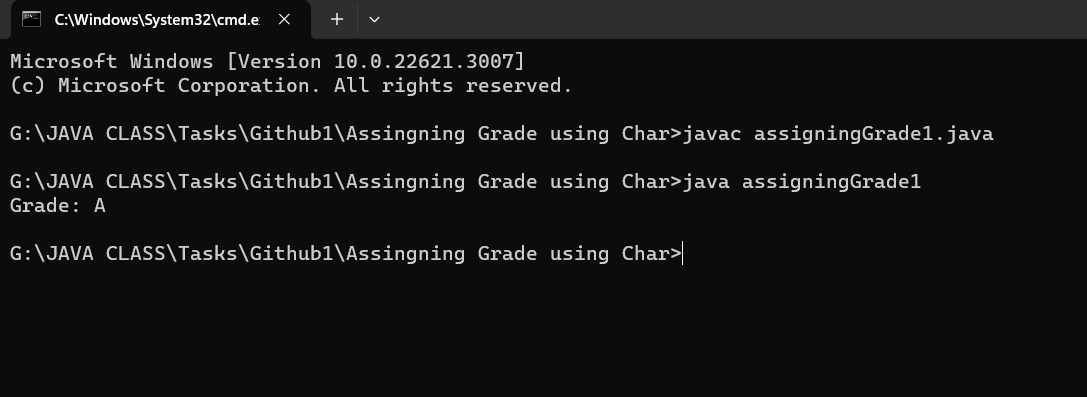 C:\Windows\System32\cmd.e
Microsoft Windows [Version 10.0.22621.3007]
(c) Microsoft Corporation. All rights reserved.
G:\JAVA CLASS\Tasks\Github1\Assingning Grade using Char>javac assigningGrade1.java
G:\JAVA CLASS\Tasks\Github1\Assingning Grade using Char>java assigningGrade1
Grade: A
G:\JAVA CLASS\Tasks\Github1\Assingning Grade using Char>